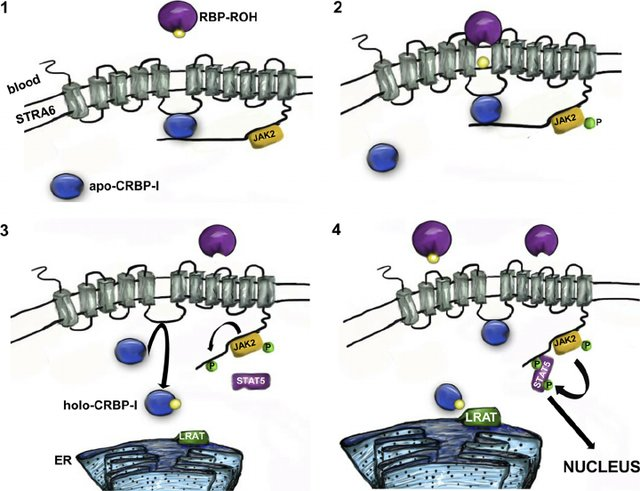 1
RBP-ROH
blood
STRA6
JAK2
apo-CRBP-I
2
JAK2
P
3
JAK2
P
P
STAT5
holo-CRBP-I
LRAT
ER
4
JAK2
P
P
STAT5
P
LRAT
NUCLEUS